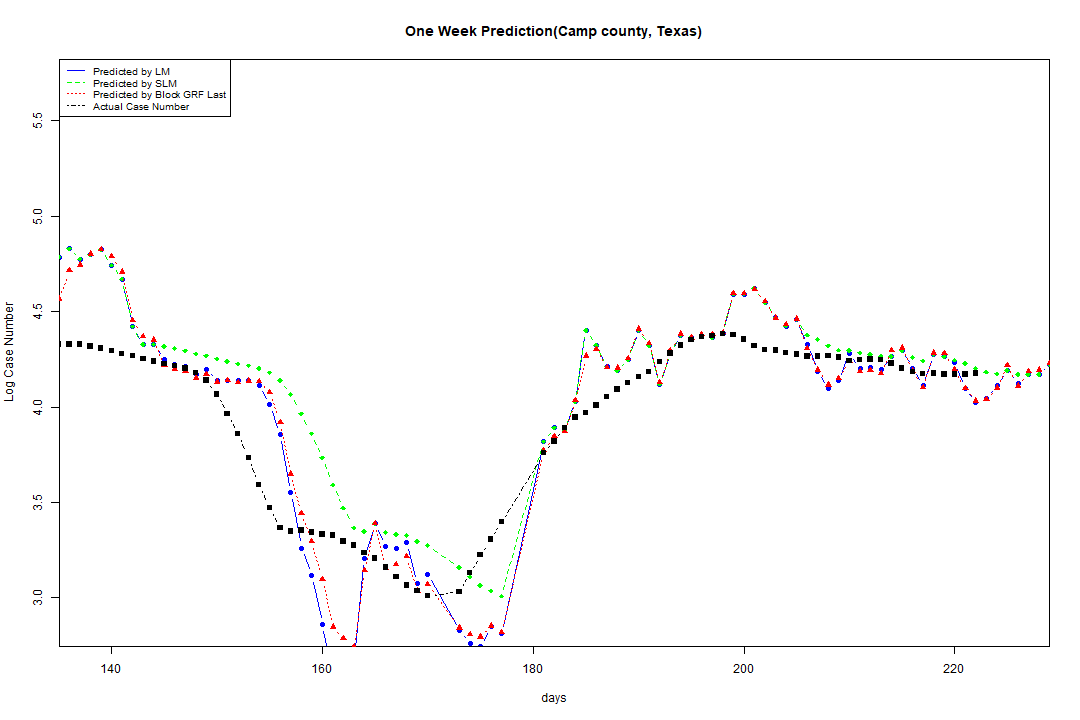 One Week Prediction(Camp county, Texas)
Predicted by LM
Predicted by SLM
Predicted by Block GRF Last
Actual Case Number
5.5
5.0
4.5
4.0
3.5
3.0
Log Case Number
140 160 180 200 220
days